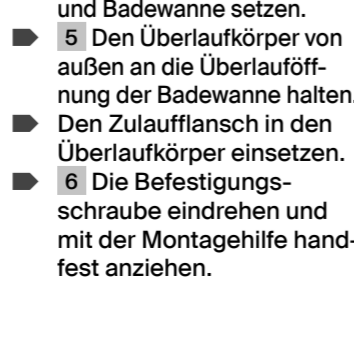 und Badewanne setzen.
5 Den Überlaufkörper von
außen an die Überlauföff-
nung der Badewanne halten.
Den Zulaufflansch in den
Überlaufkörper einsetzen.
6 Die Befestigungs-
schraube eindrehen und
mit der Montagehilfe hand-
fest anziehen.